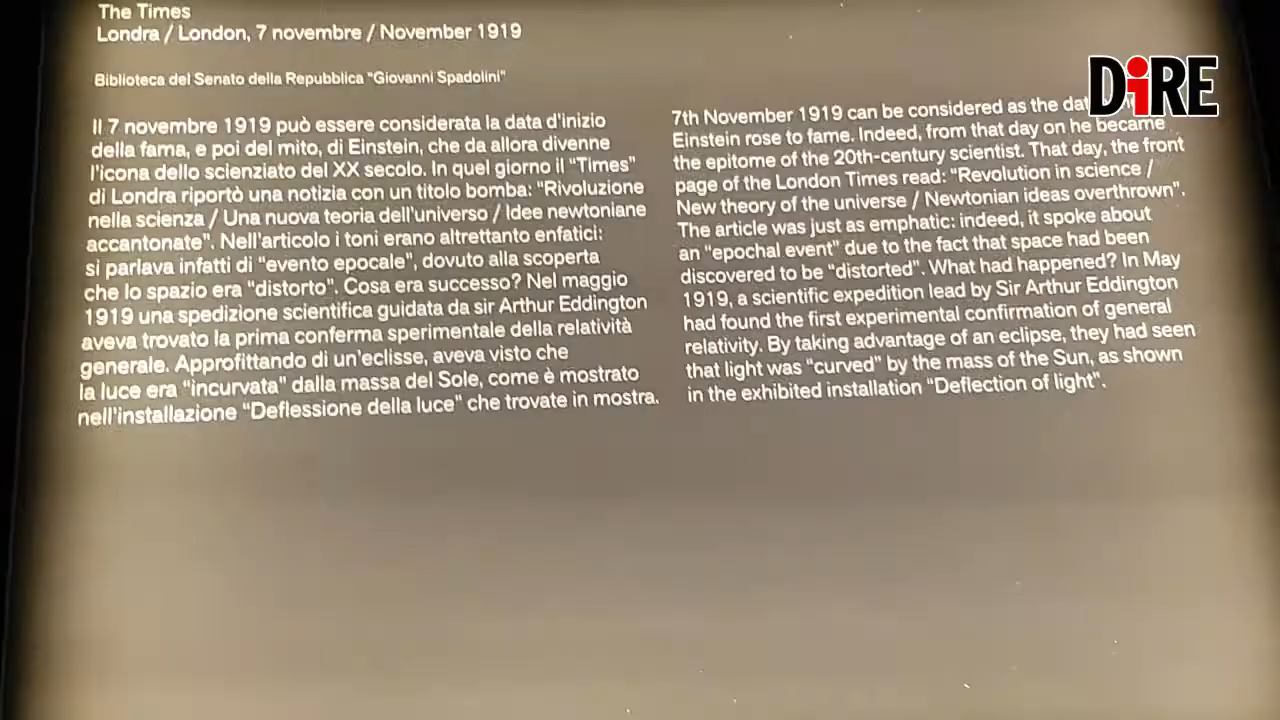 The Times
Londra / London, 7 novembre / November 1919
Biblioteca del Senato della Repubblica "Giovanni Spadolini"
Il 7 novembre 1919 può essere considerata la data d'inizio
della fama, e poi del mito, di Einstein, che da allora divenne
l'icona dello scienziato del XX secolo. In quel giorno il "Times"
di Londra riportò una notizia con un titolo bomba: "Rivoluzione
nella scienza / Una nuova teoria dell'universo / Idee newtoniane
accantonate". Nell'articolo i toni erano altrettanto enfatici:
si parlava infatti di "evento epocale", dovuto alla scoperta
che lo spazio era "distorto". Cosa era successo? Nel maggio
1919 una spedizione scientifica guidata da sir Arthur Eddington
aveva trovato la prima conferma sperimentale della relatività
generale. Approfittando di un'eclisse, aveva visto che
la luce era "incurvata" dalla massa del Sole, come è mostrato
nell'installazione "Deflessione della luce" che trovate in mostra.
7th November 1919 can be considered as the
Einstein rose to fame. Indeed, from that day on he became
the epitome of the 20th-century scientist. That day, the front
page of the London Times read: "Revolution in science /
New theory of the universe / Newtonian ideas overthrown".
The article was just as emphatic: indeed, it spoke about
an "epochal event" due to the fact that space had been
discovered to be "distorted". What had happened? In May
1919, a scientific expedition lead by Sir Arthur Eddington
had found the first experimental confirmation of general
relativity. By taking advantage of an eclipse, they had seen
that light was "curved" by the mass of the Sun, as shown
in the exhibited installation "Deflection of light".
DiRE